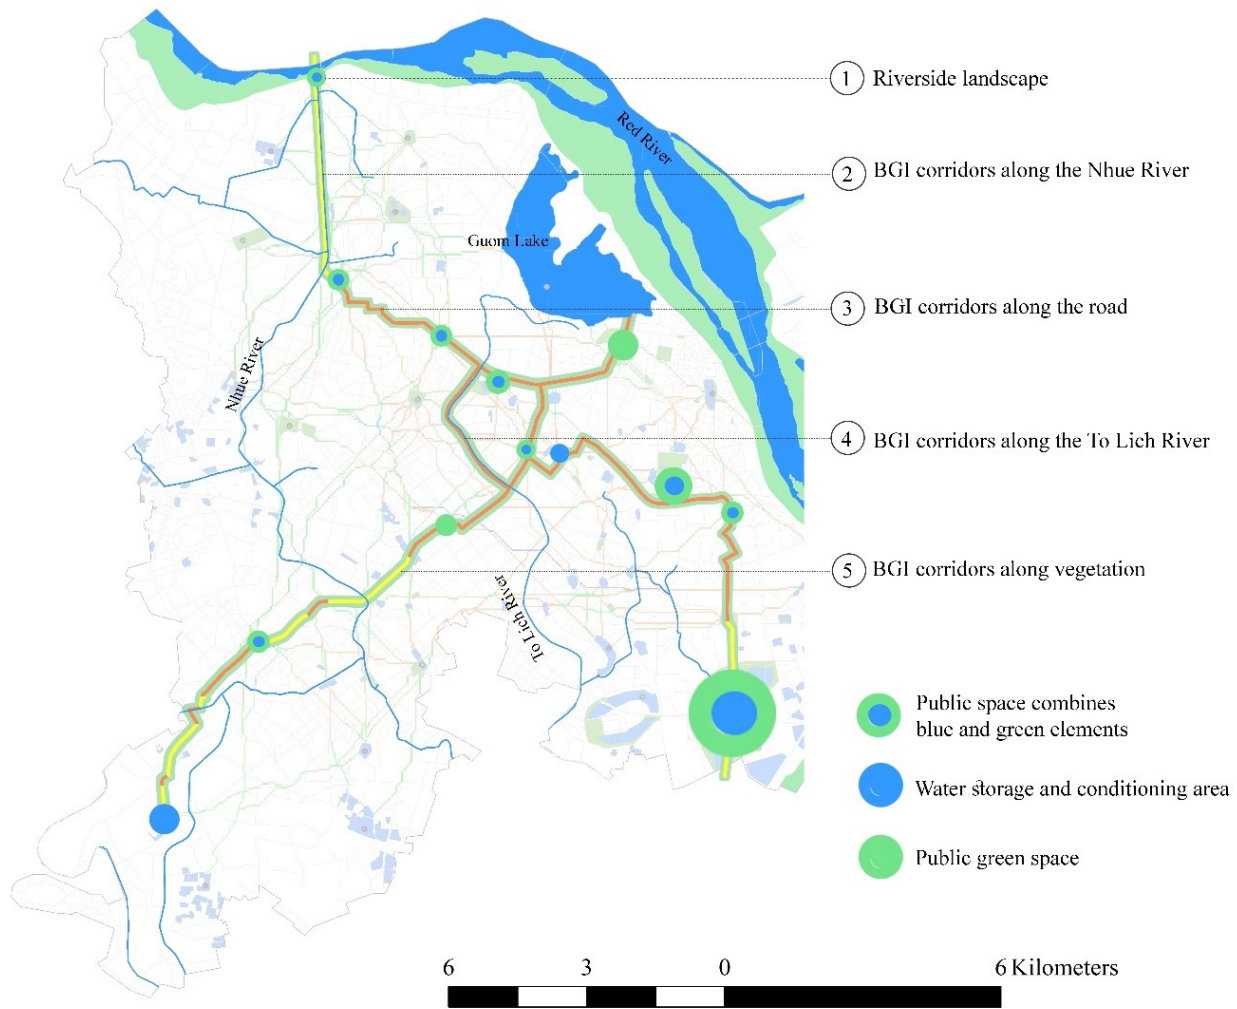 1 Riverside landscape
Red River
2 BGI corridors along the Nhue River
Guom Lake
3 BGI corridors along the road
Nhue River
4 BGI corridors along the To Lich River
5 BGI corridors along vegetation
To Lich River
Public space combines
blue and green elements
Water storage and conditioning area
Public green space
6 3 0 6 Kilometers